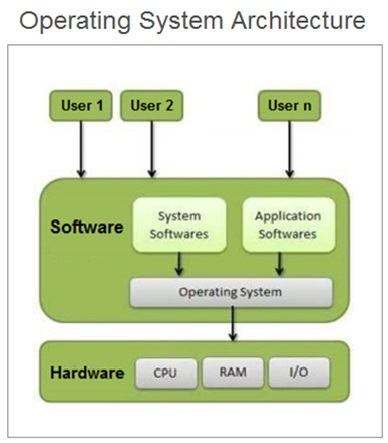 Operating System Architecture
User 1
User 2
User n
Software
System
Softwares
Application
Softwares
Operating System
Hardware
CPU
RAM
I/O